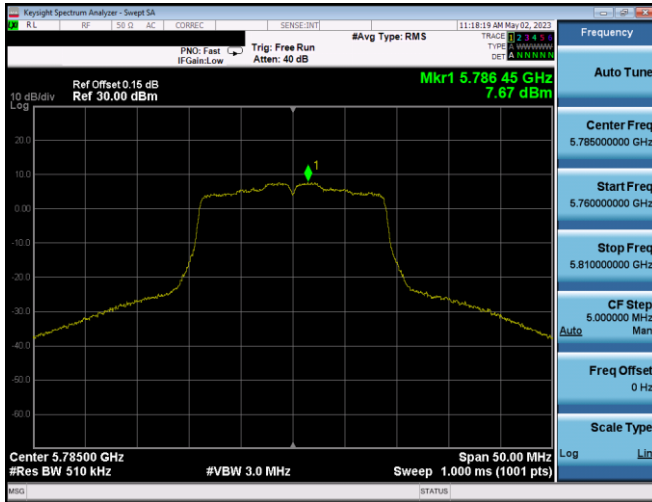 Keysight Spectrum Analyzer - Swept SA
RL RF 50 Ω AC CORREC SENSE:INT 11:18:19 AM May 02, 2023
#Avg Type: RMS
TRACE 1 2 3 4 5 6
TYPE A WWWWW
DET A N N N N N
PNO: Fast
IFGain:Low
Trig: Free Run
Atten: 40 dB
Mkr1 5.786 45 GHz
7.67 dBm
Ref Offset 0.15 dB
Ref 30.00 dBm
10 dB/div
Log
20.0
10.0
0.00
-10.0
-20.0
-30.0
-40.0
-50.0
-60.0
1
Center 5.78500 GHz
Span 50.00 MHz
#Res BW 510 kHz
#VBW 3.0 MHz
Sweep 1.000 ms (1001 pts)
MSG
STATUS
Frequency
Auto Tune
Center Freq
5.785000000 GHz
Start Freq
5.760000000 GHz
Stop Freq
5.810000000 GHz
CF Step
5.000000 MHz
Auto Man
Freq Offset
0 Hz
Scale Type
Log Lin